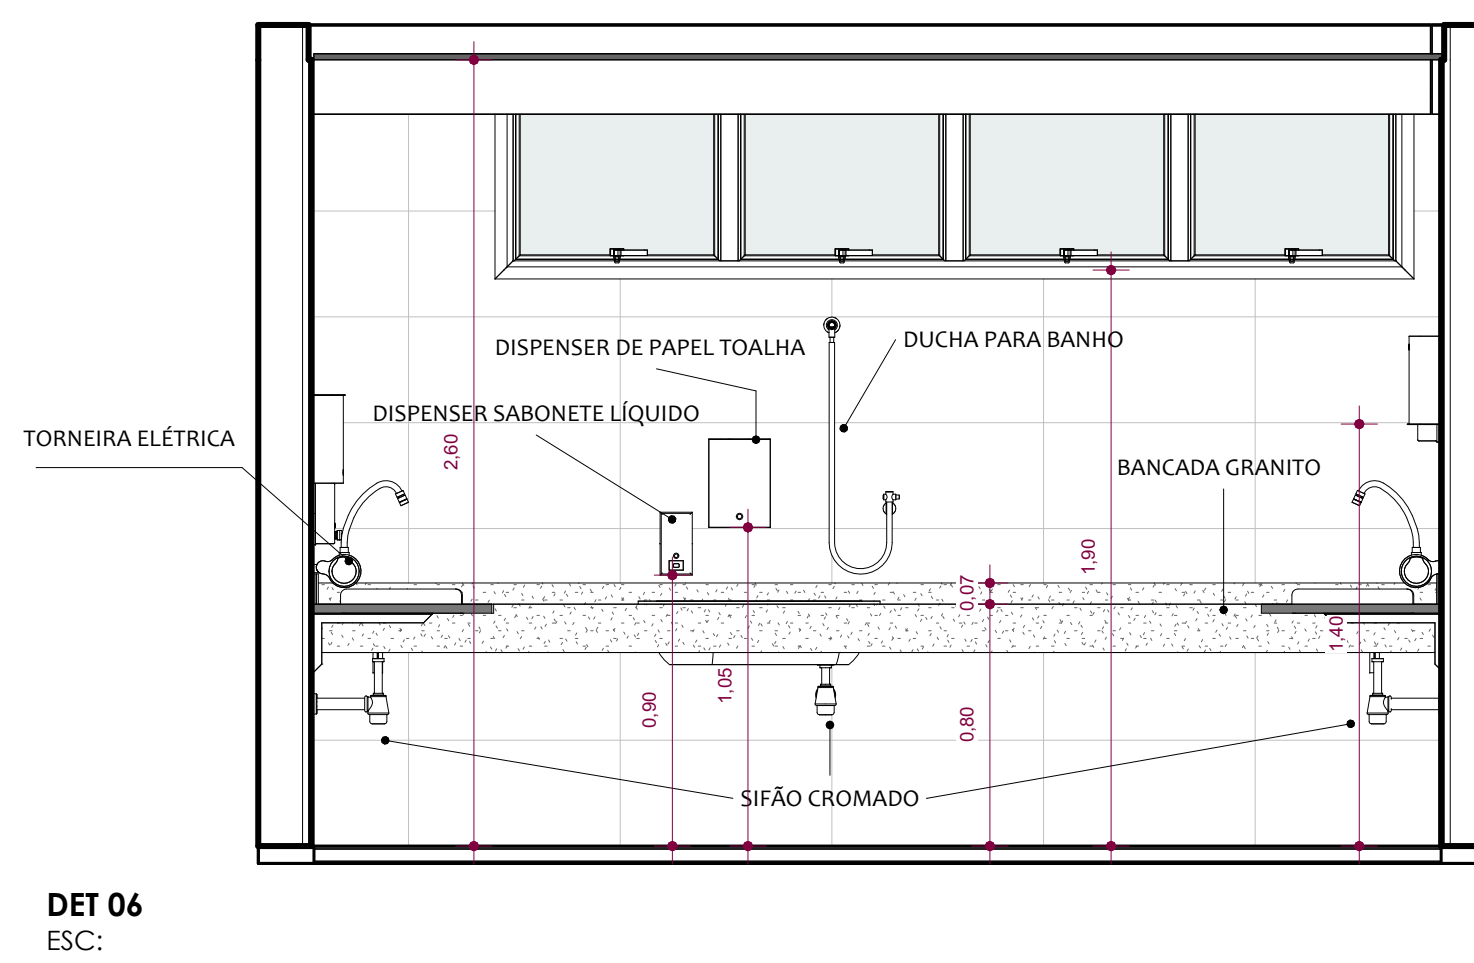 DISPENSER DE PAPEL TOALHA
DUCHA PARA BANHO
DISPENSER SABONETE LÍQUIDO
TORNEIRA ELÉTRICA
2,60
BANCADA GRANITO
1,90
0,07
1,40
1,05
0,90
0,80
SIFÃO CROMADO
DET 06
ESC: